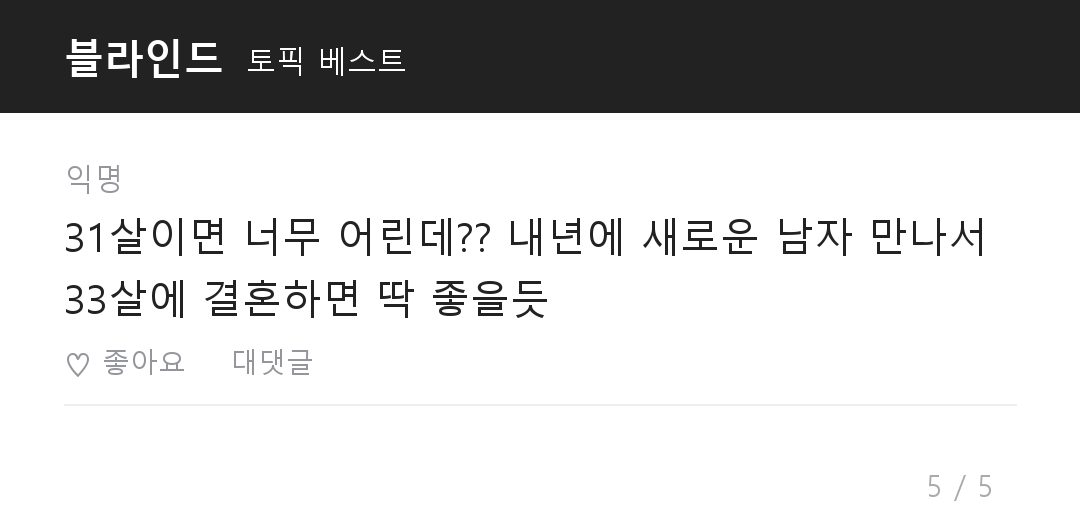 블라인드 토픽 베스트
익명
31살이면 너무 어린데?? 내년에 새로운 남자 만나서
33살에 결혼하면 딱 좋을듯
♡ 좋아요 대댓글
5 / 5